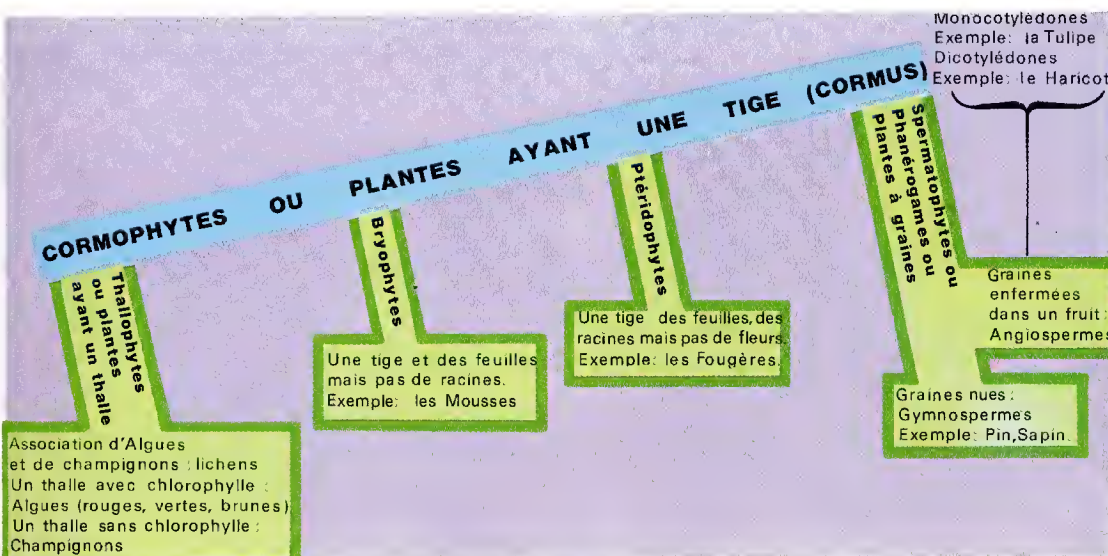 Monocotylédones
Exemple: la Tulipe
Dicotylédones
Exemple: le Haricot
CORMOPHYTES OU PLANTES AYANT UNE TIGE (CORMUS)
Thallophytes
ou plantes
ayant un thalle
Association d'Algues
et de champignons : lichens
Un thalle avec chlorophylle :
Algues (rouges, vertes, brunes)
Un thalle sans chlorophylle :
Champignons
Bryophytes
Une tige et des feuilles
mais pas de racines.
Exemple: les Mousses
Ptéridophytes
Une tige des feuilles, des
racines mais pas de fleurs.
Exemple: les Fougères.
Spermatophytes ou
Phanérogames ou
Plantes à graines
Graines
enfermées
dans un fruit :
Angiospermes
Graines nues :
Gymnospermes
Exemple: Pin, Sapin.